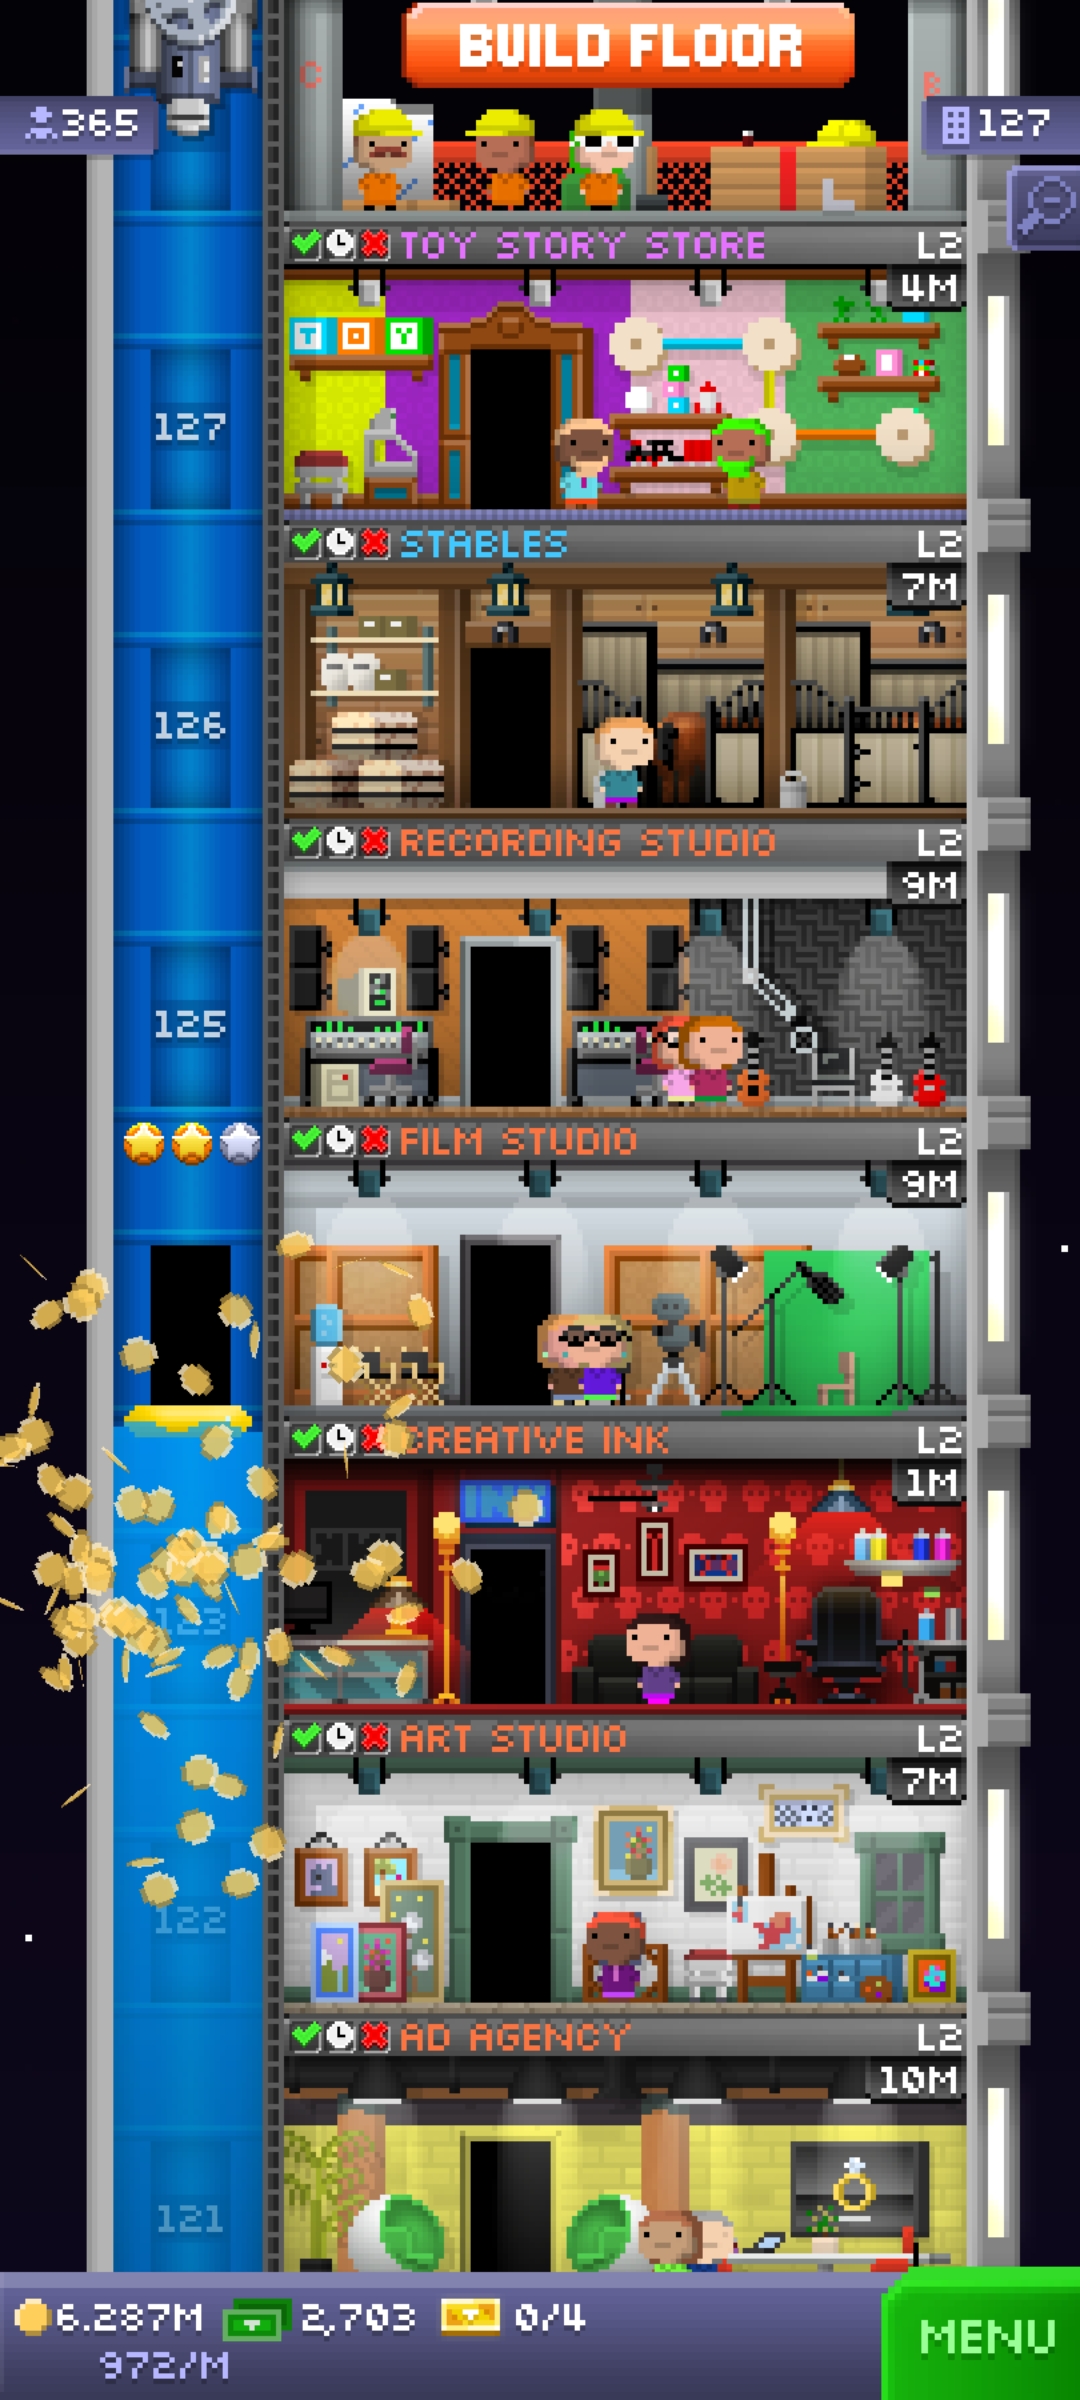 BUILD FLOOR
C
B
365
127
TOY STORY STORE L2
4M
T O Y
127
STABLES L2
7M
126
RECORDING STUDIO L2
9M
125
FILM STUDIO L2
9M
CREATIVE INK L2
1M
INK
123
ART STUDIO L2
7M
122
AD AGENCY L2
10M
121
6.287M 2,703 0/4
972/M
MENU